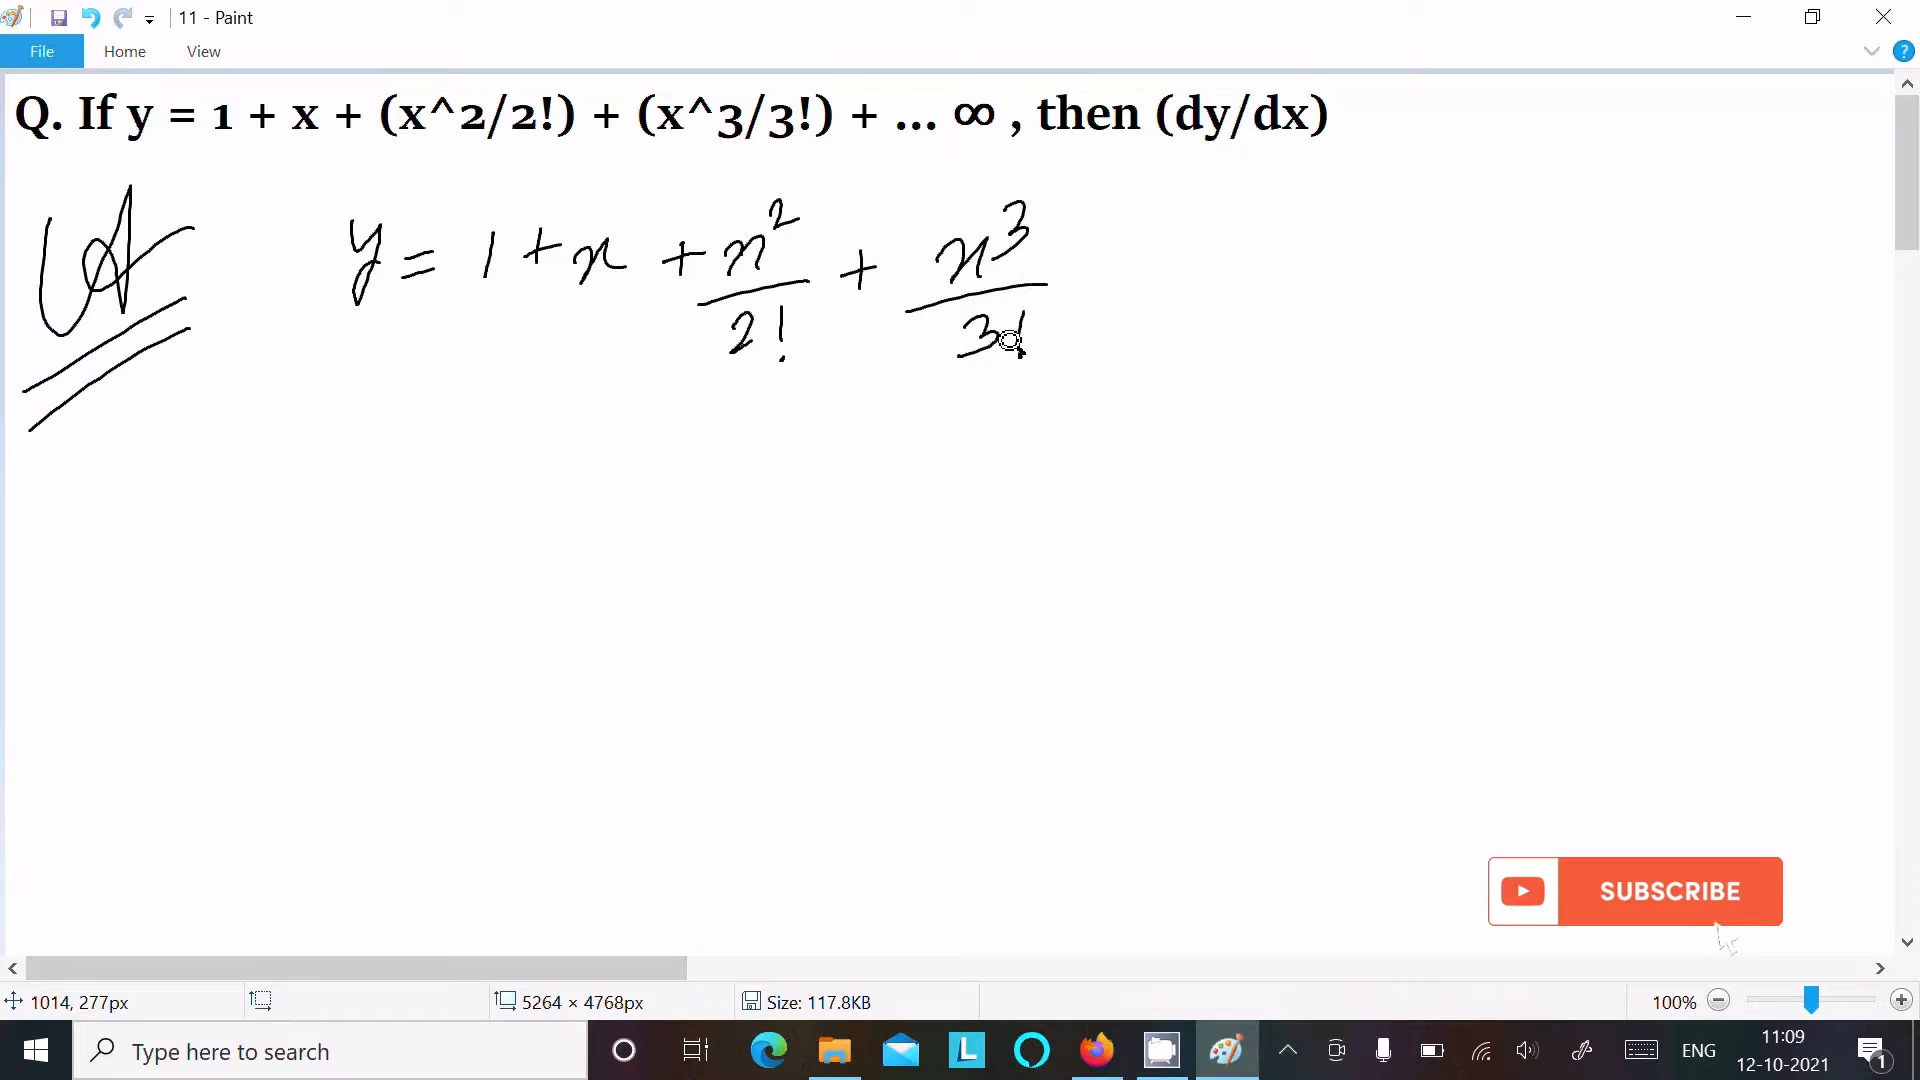 11 - Paint
File Home View
Q. If y = 1 + x + (x^2/2!) + (x^3/3!) + ... ∞ , then (dy/dx)
y = 1 + x + x²/2! + x³/3!
SUBSCRIBE
1014, 277px 5264 × 4768px Size: 117.8KB 100%
Type here to search L ENG 11:09
12-10-2021 1